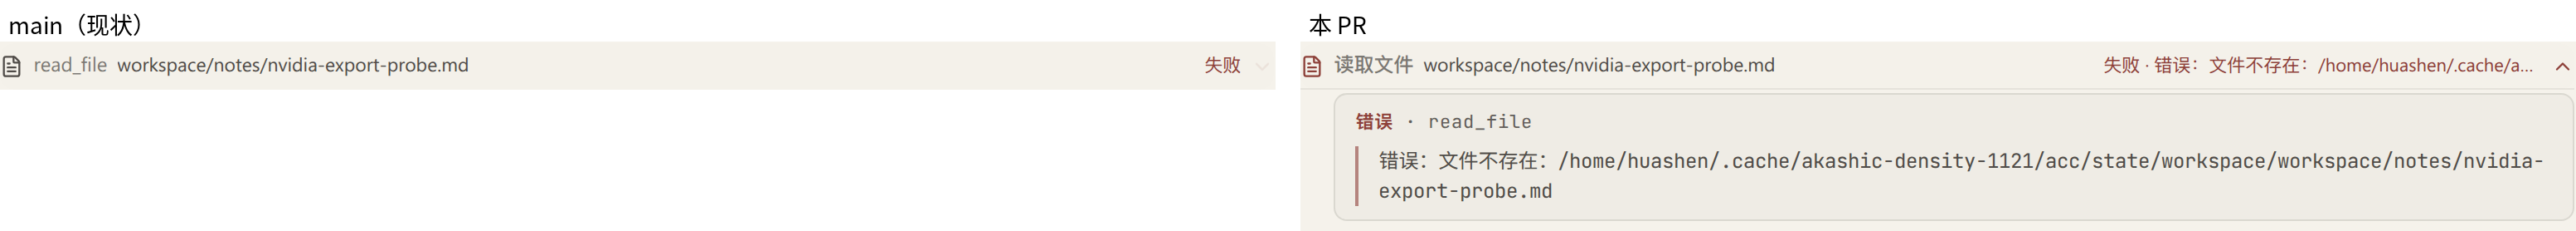 main（现状）
read_file workspace/notes/nvidia-export-probe.md 失败
本 PR
读取文件 workspace/notes/nvidia-export-probe.md 失败 · 错误：文件不存在：/home/huashen/.cache/a...
错误 · read_file
错误：文件不存在：/home/huashen/.cache/akashic-density-1121/acc/state/workspace/workspace/notes/nvidia-
export-probe.md